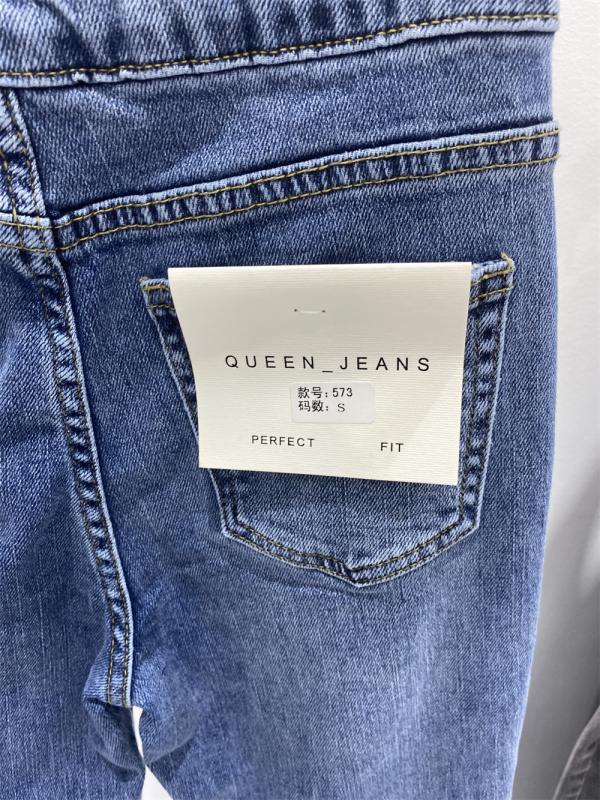 QUEEN_JEANS
款号:573
码数: S
PERFECT FIT